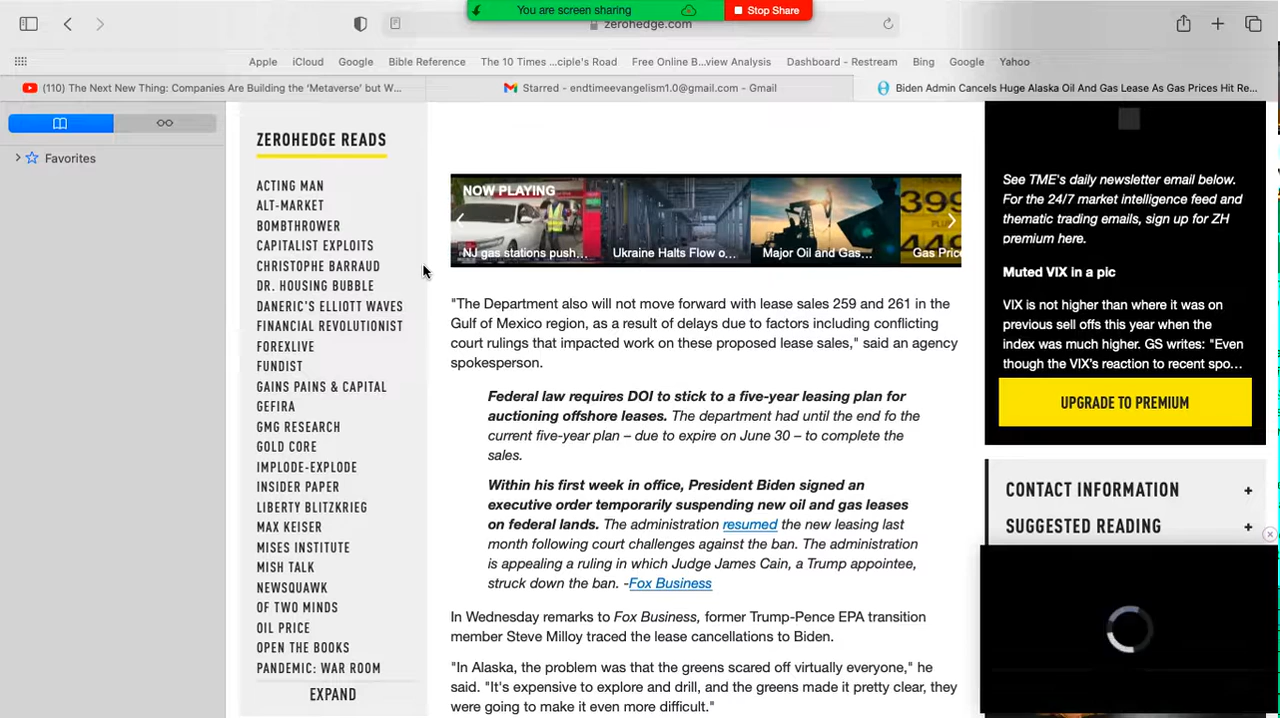 You are screen sharing
Stop Share
zerohedge.com
Apple
iCloud
Google
Bible Reference
The 10 Times ...ciple's Road
Free Online B...view Analysis
Dashboard - Restream
Bing
Google
Yahoo
(110) The Next New Thing: Companies Are Building the ‘Metaverse’ but W...
Starred - endtimeevangelism1.0@gmail.com - Gmail
Biden Admin Cancels Huge Alaska Oil And Gas Lease As Gas Prices Hit Re...
Favorites
ZEROHEDGE READS
ACTING MAN
ALT-MARKET
BOMBTHROWER
CAPITALIST EXPLOITS
CHRISTOPHE BARRAUD
DR. HOUSING BUBBLE
DANERIC'S ELLIOTT WAVES
FINANCIAL REVOLUTIONIST
FOREXLIVE
FUNDIST
GAINS PAINS & CAPITAL
GEFIRA
GMG RESEARCH
GOLD CORE
IMPLODE-EXPLODE
INSIDER PAPER
LIBERTY BLITZKRIEG
MAX KEISER
MISES INSTITUTE
MISH TALK
NEWSQUAWK
OF TWO MINDS
OIL PRICE
OPEN THE BOOKS
PANDEMIC: WAR ROOM
EXPAND
NOW PLAYING
NJ gas stations push...
Ukraine Halts Flow o...
Major Oil and Gas...
Gas Pric
399
PLU
449
"The Department also will not move forward with lease sales 259 and 261 in the
Gulf of Mexico region, as a result of delays due to factors including conflicting
court rulings that impacted work on these proposed lease sales," said an agency
spokesperson.
Federal law requires DOI to stick to a five-year leasing plan for
auctioning offshore leases. The department had until the end fo the
current five-year plan – due to expire on June 30 – to complete the
sales.
Within his first week in office, President Biden signed an
executive order temporarily suspending new oil and gas leases
on federal lands. The administration resumed the new leasing last
month following court challenges against the ban. The administration
is appealing a ruling in which Judge James Cain, a Trump appointee,
struck down the ban. -Fox Business
In Wednesday remarks to Fox Business, former Trump-Pence EPA transition
member Steve Milloy traced the lease cancellations to Biden.
"In Alaska, the problem was that the greens scared off virtually everyone," he
said. "It's expensive to explore and drill, and the greens made it pretty clear, they
were going to make it even more difficult."
See TME's daily newsletter email below.
For the 24/7 market intelligence feed and
thematic trading emails, sign up for ZH
premium here.
Muted VIX in a pic
VIX is not higher than where it was on
previous sell offs this year when the
index was much higher. GS writes: "Even
though the VIX's reaction to recent spo...
UPGRADE TO PREMIUM
CONTACT INFORMATION +
SUGGESTED READING +